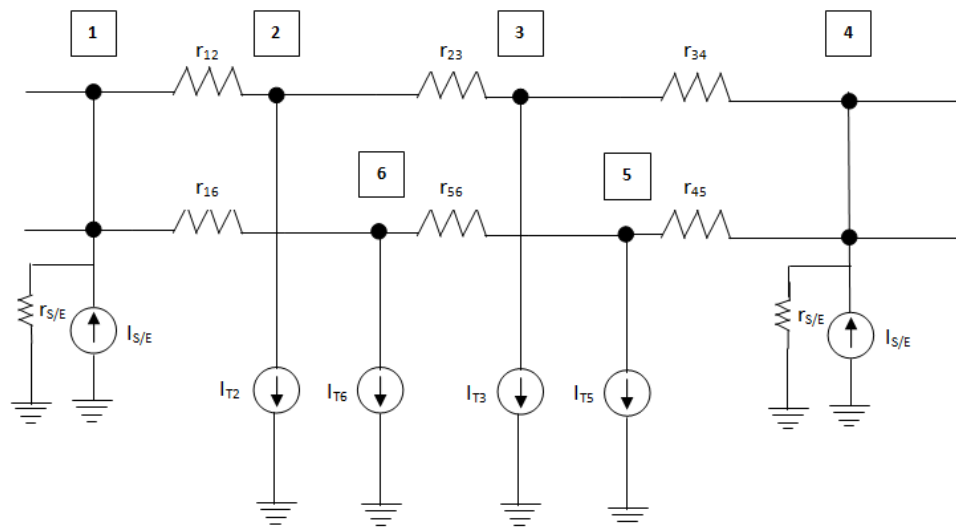 1
2
3
4
r12
r23
r34
6
5
r16
r56
r45
rS/E
IS/E
rS/E
IS/E
IT2
IT6
IT3
IT5